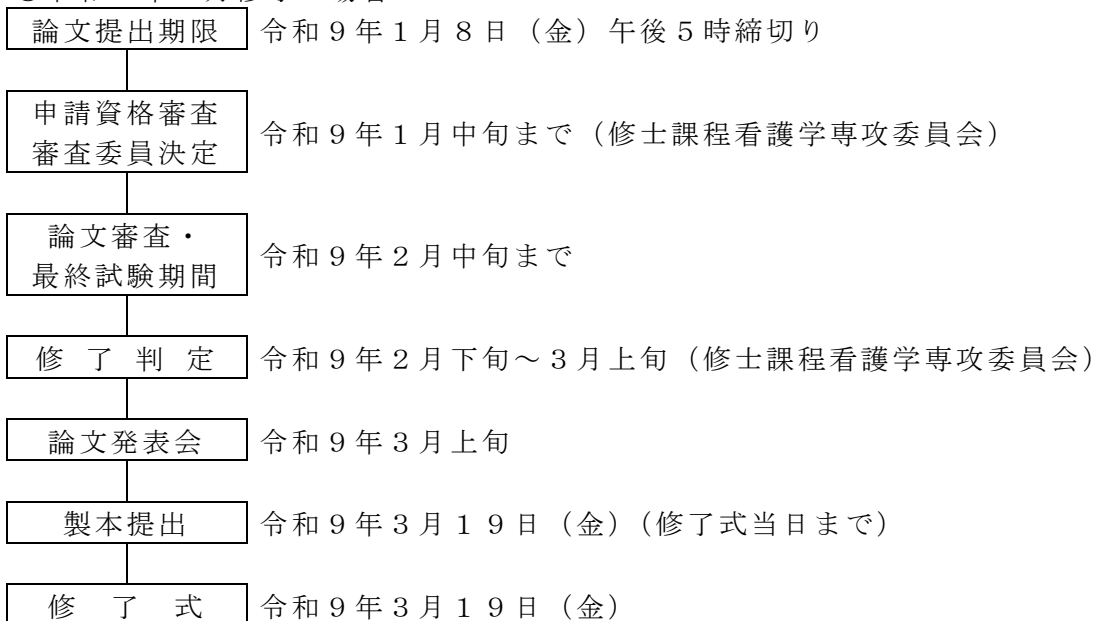 論文提出期限 令和９年１月８日（金）午後５時締切り
申請資格審査
審査委員決定
令和９年１月中旬まで（修士課程看護学専攻委員会）
論文審査・
最終試験期間
令和９年２月中旬まで
修了判定 令和９年２月下旬～３月上旬（修士課程看護学専攻委員会）
論文発表会 令和９年３月上旬
製本提出 令和９年３月１９日（金）（修了式当日まで）
修了式 令和９年３月１９日（金）